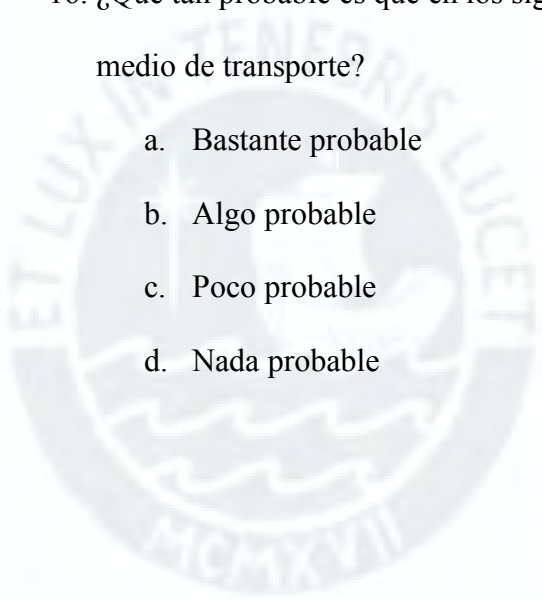 10. ¿Qué tan probable es que en los
medio de transporte?
a. Bastante probable
b. Algo probable
c. Poco probable
d. Nada probable
ET LUX IN TENEBRIS LUCET
MCMXVII